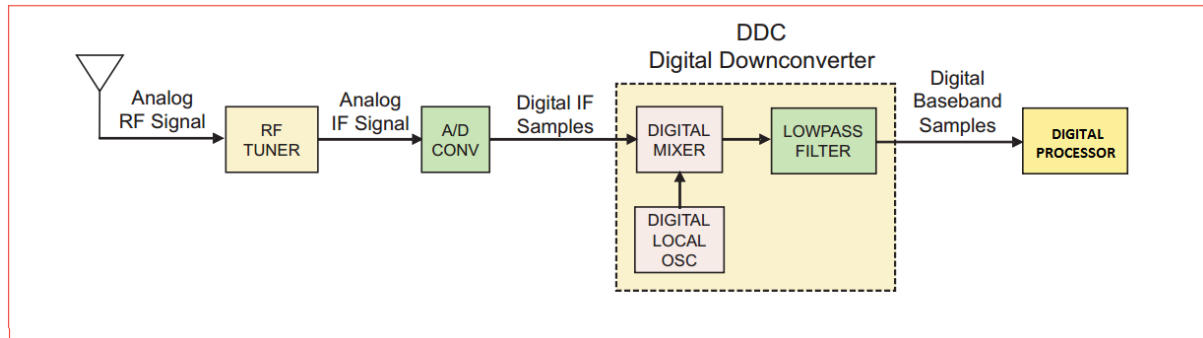 DDC
Digital Downconverter
Analog
RF Signal
RF
TUNER
Analog
IF Signal
A/D
CONV
Digital IF
Samples
DIGITAL
MIXER
LOWPASS
FILTER
DIGITAL
LOCAL
OSC
Digital
Baseband
Samples
DIGITAL
PROCESSOR